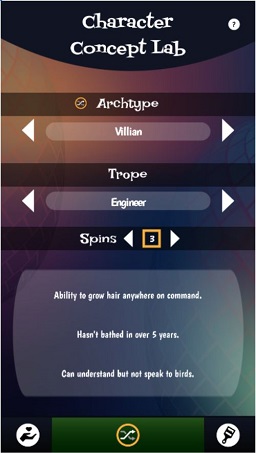 Character
Concept Lab
?
Archtype
Villian
Trope
Engineer
Spins 3
Ability to grow hair anywhere on command.
Hasn't bathed in over 5 years.
Can understand but not speak to birds.